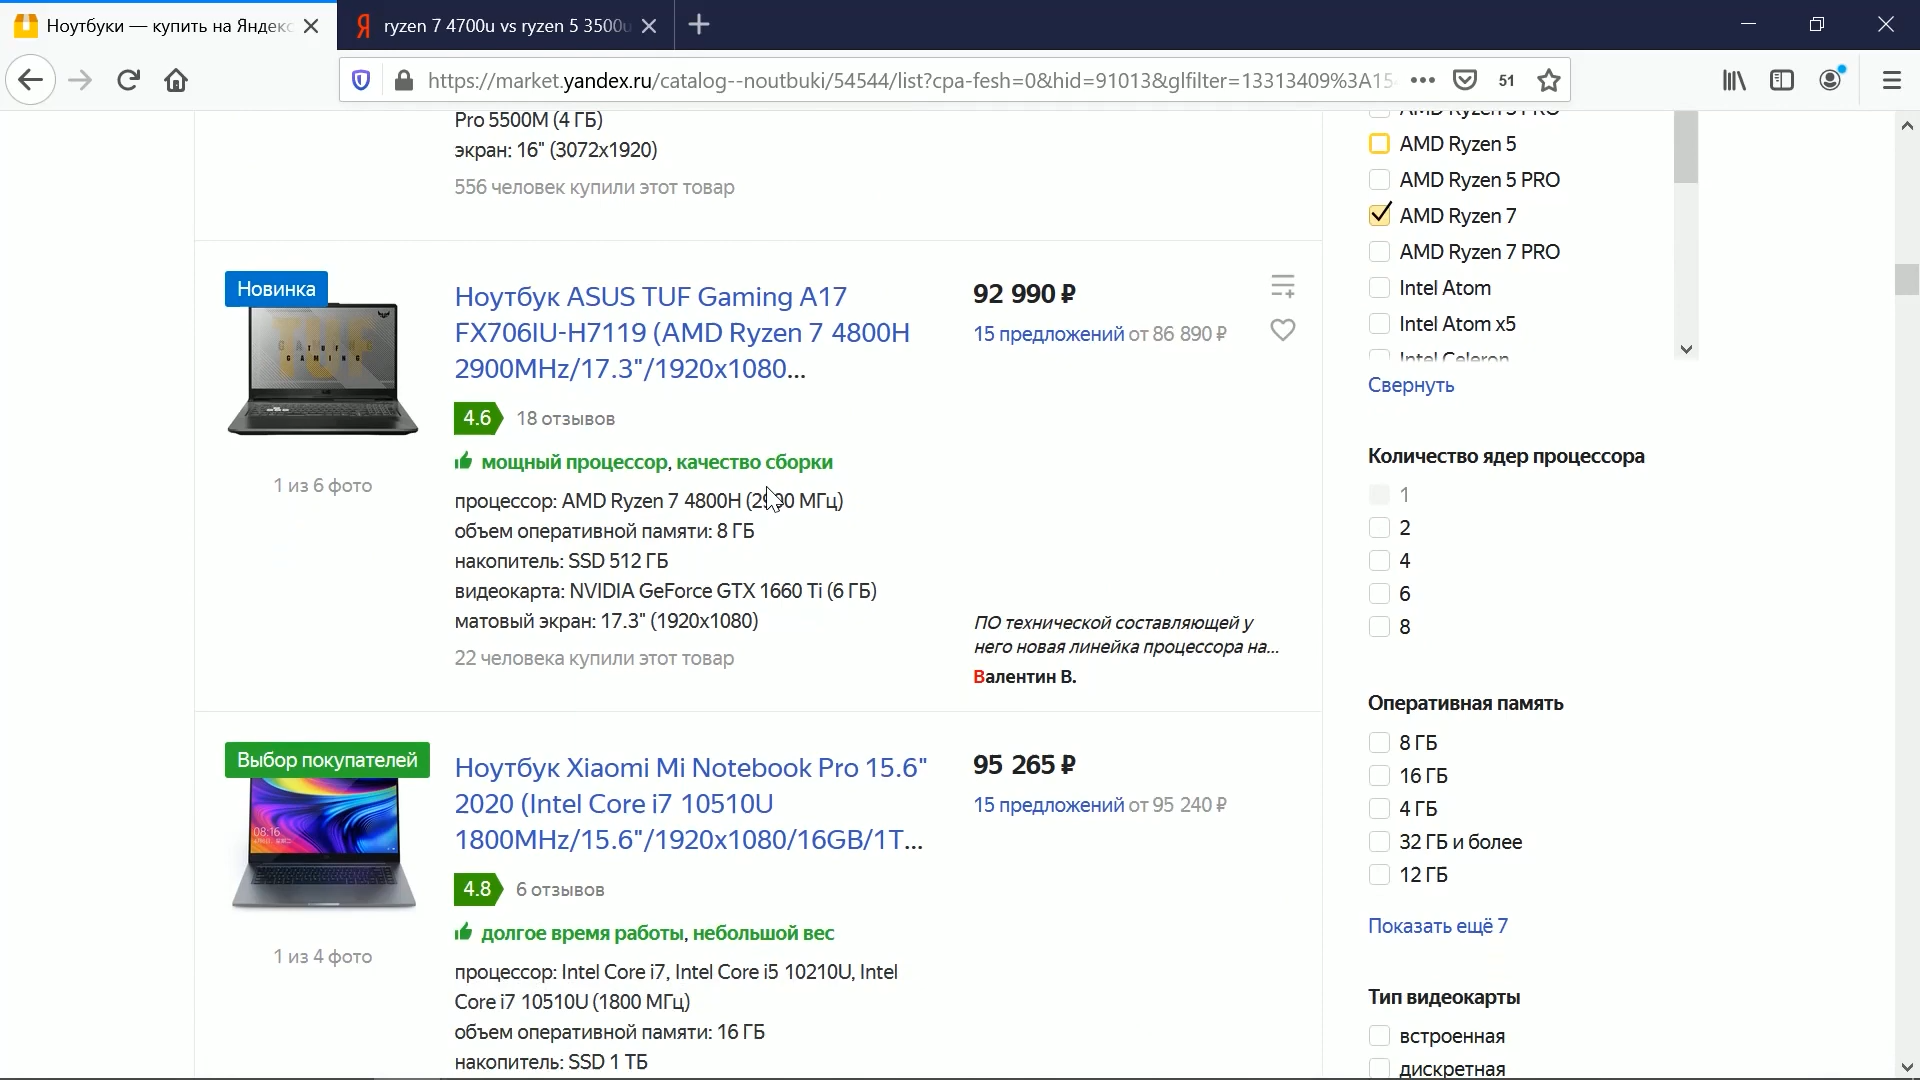 Ноутбуки — купить на Яндекс
ryzen 7 4700u vs ryzen 5 3500u
https://market.yandex.ru/catalog--noutbuki/54544/list?cpa-fesh=0&hid=91013&glfilter=13313409%3A15
51
Pro 5500M (4 ГБ)
экран: 16" (3072x1920)
556 человек купили этот товар
Новинка
Ноутбук ASUS TUF Gaming A17
FX706IU-H7119 (AMD Ryzen 7 4800H
2900MHz/17.3"/1920x1080...
4.6 18 отзывов
мощный процессор, качество сборки
процессор: AMD Ryzen 7 4800H (2900 МГц)
объем оперативной памяти: 8 ГБ
накопитель: SSD 512 ГБ
видеокарта: NVIDIA GeForce GTX 1660 Ti (6 ГБ)
матовый экран: 17.3" (1920x1080)
22 человека купили этот товар
1 из 6 фото
92 990 ₽
15 предложений от 86 890 ₽
ПО технической составляющей у
него новая линейка процессора на...
Валентин В.
Выбор покупателей
Ноутбук Xiaomi Mi Notebook Pro 15.6"
2020 (Intel Core i7 10510U
1800MHz/15.6"/1920x1080/16GB/1T...
4.8 6 отзывов
долгое время работы, небольшой вес
процессор: Intel Core i7, Intel Core i5 10210U, Intel
Core i7 10510U (1800 МГц)
объем оперативной памяти: 16 ГБ
накопитель: SSD 1 ТБ
1 из 4 фото
95 265 ₽
15 предложений от 95 240 ₽
AMD Ryzen 3 PRO
AMD Ryzen 5
AMD Ryzen 5 PRO
AMD Ryzen 7
AMD Ryzen 7 PRO
Intel Atom
Intel Atom x5
Intel Celeron
Свернуть
Количество ядер процессора
1
2
4
6
8
Оперативная память
8 ГБ
16 ГБ
4 ГБ
32 ГБ и более
12 ГБ
Показать ещё 7
Тип видеокарты
встроенная
дискретная